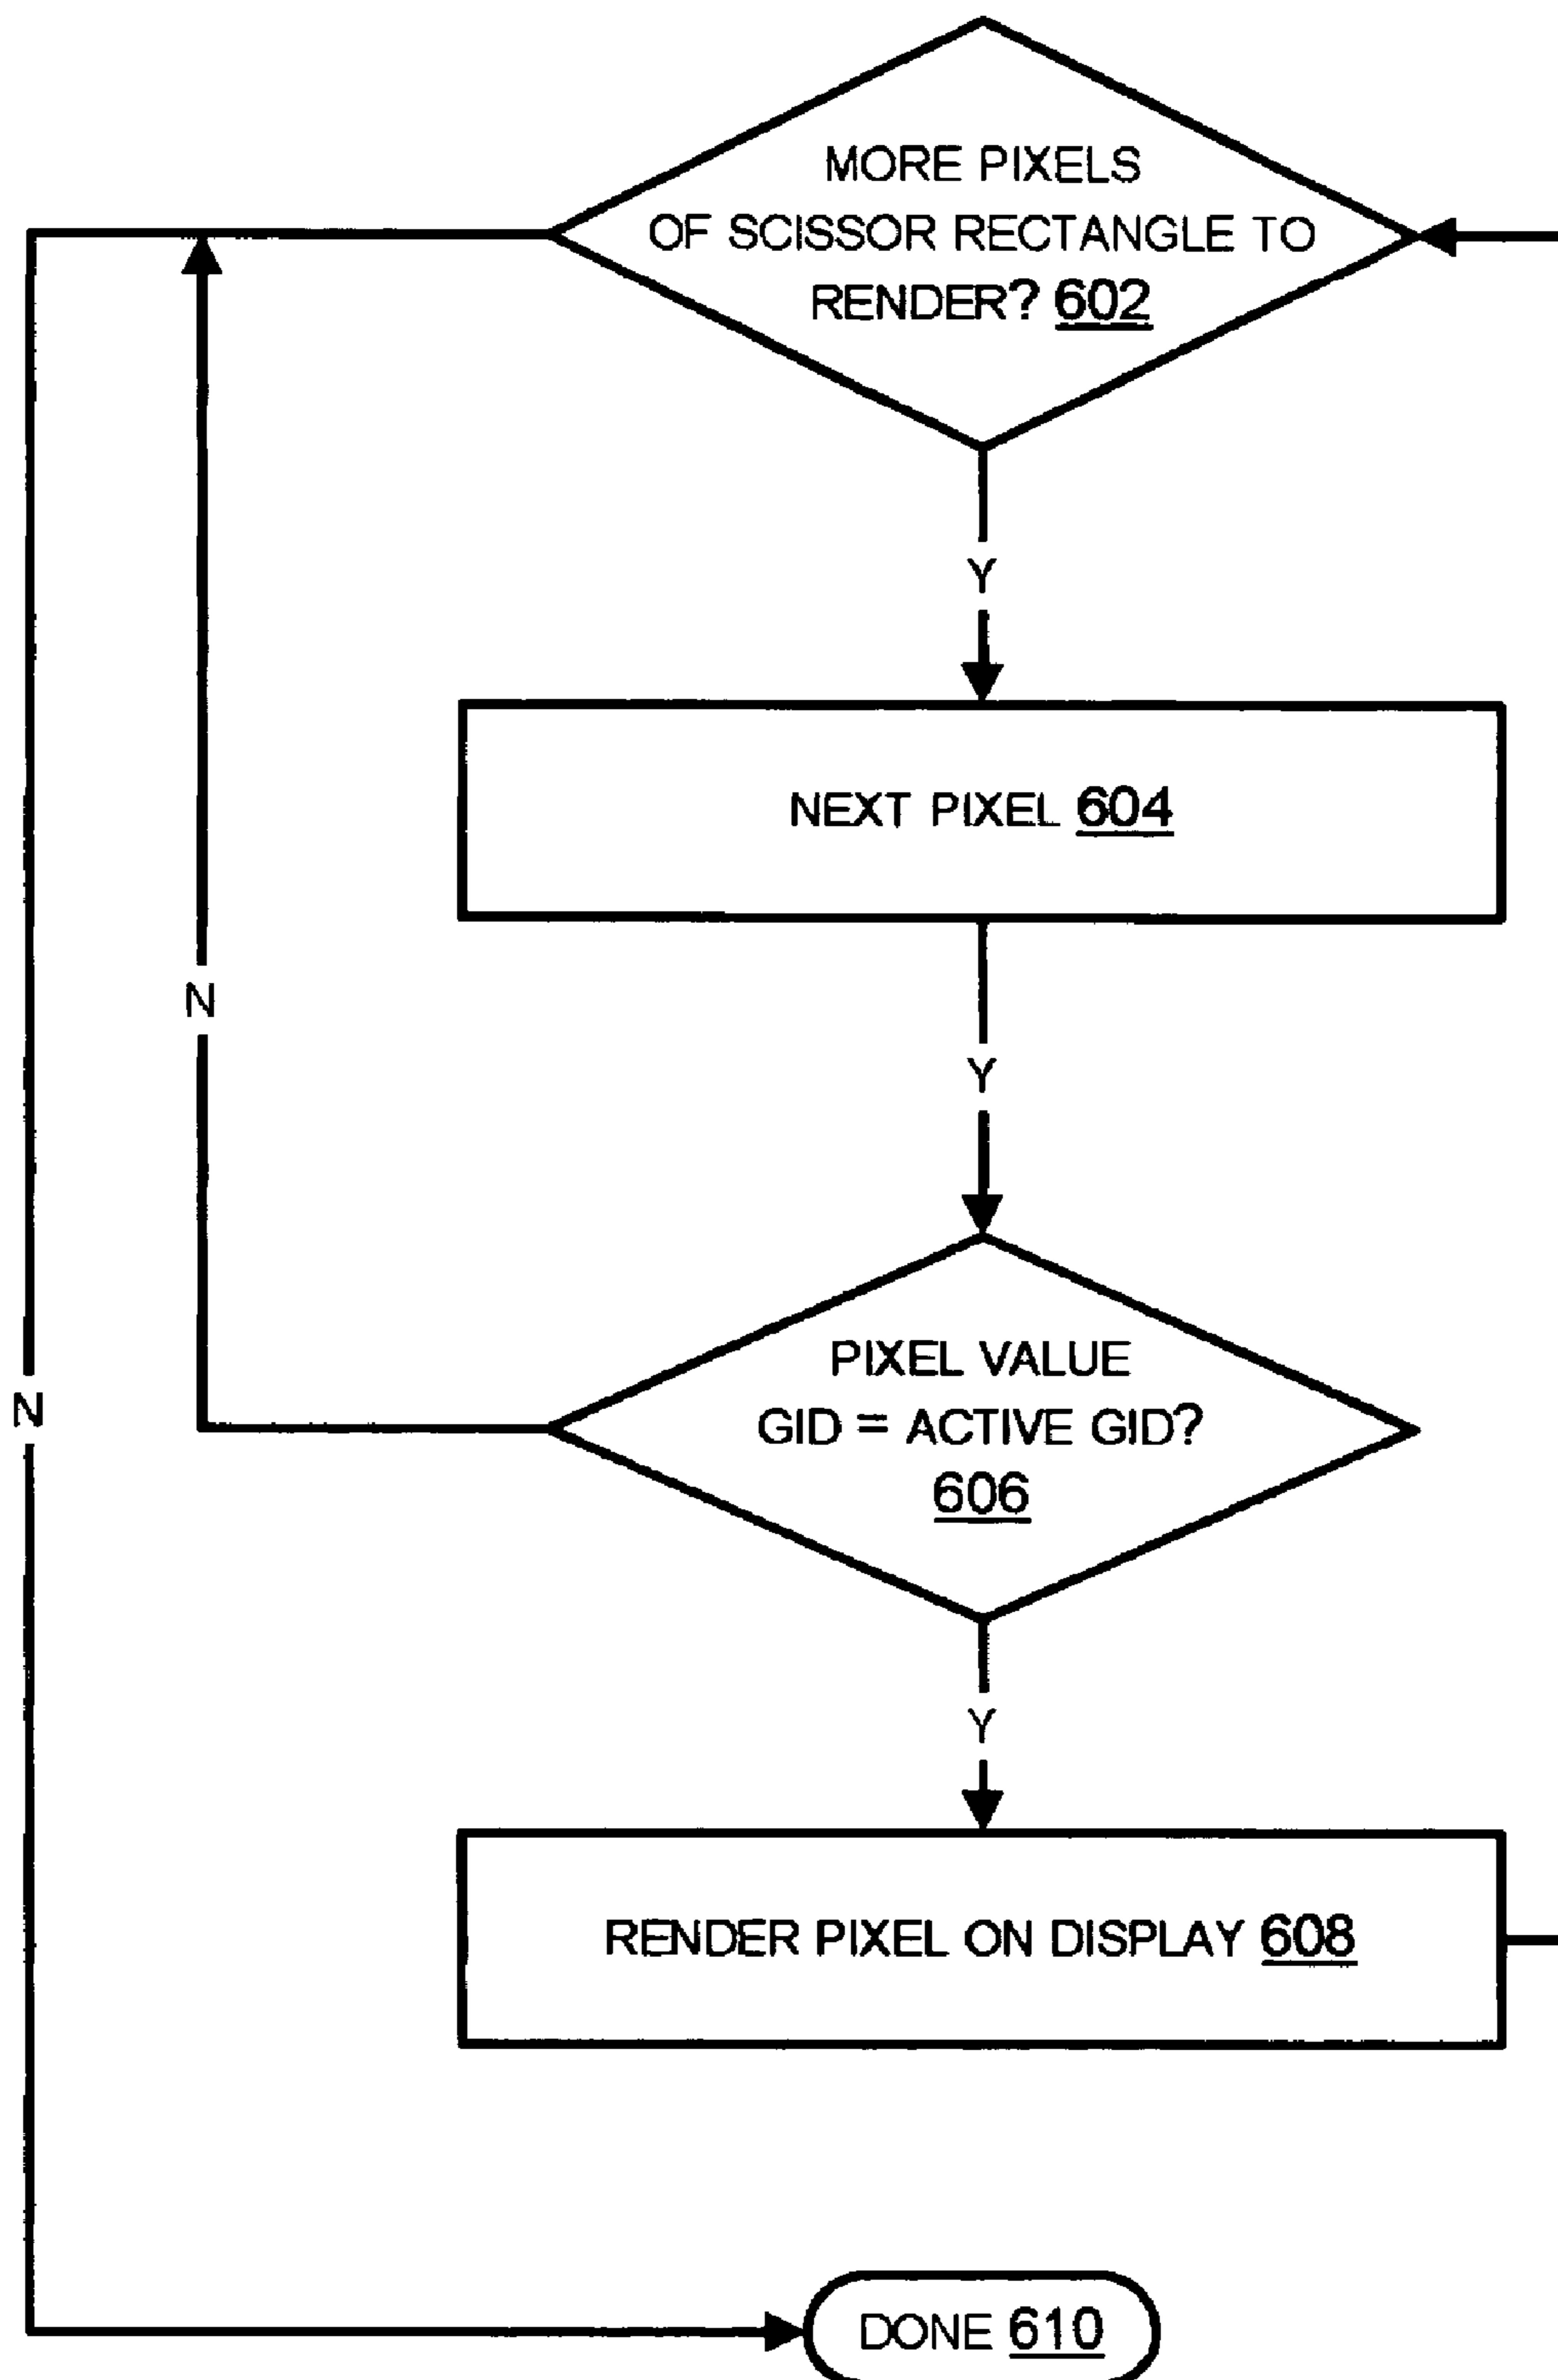 MORE PIXELS
OF SCISSOR RECTANGLE TO
RENDER? 602
Y
NEXT PIXEL 604
N
Y
PIXEL VALUE
GID = ACTIVE GID?
606
N
Y
RENDER PIXEL ON DISPLAY 608
DONE 610